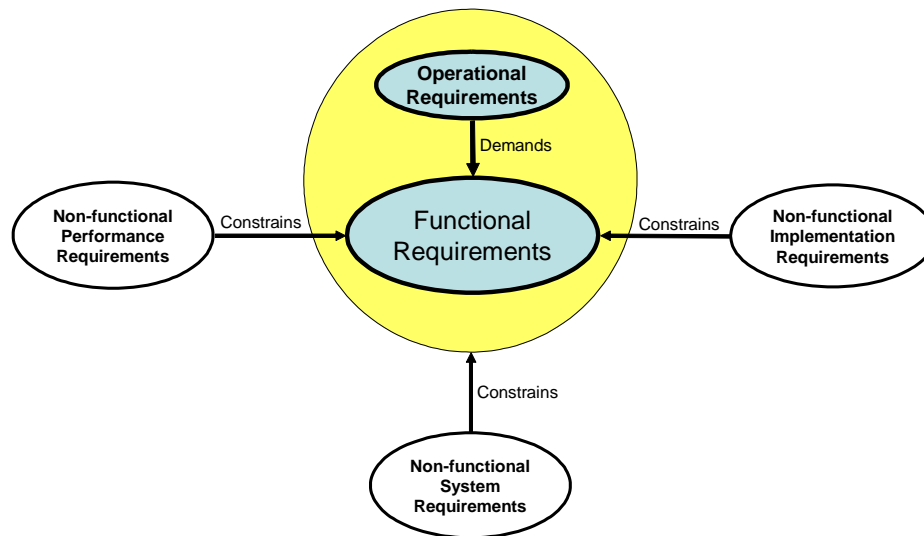 Operational
Requirements
Demands
Functional
Requirements
Non-functional
Performance
Requirements
Constrains
Constrains
Non-functional
Implementation
Requirements
Constrains
Non-functional
System
Requirements